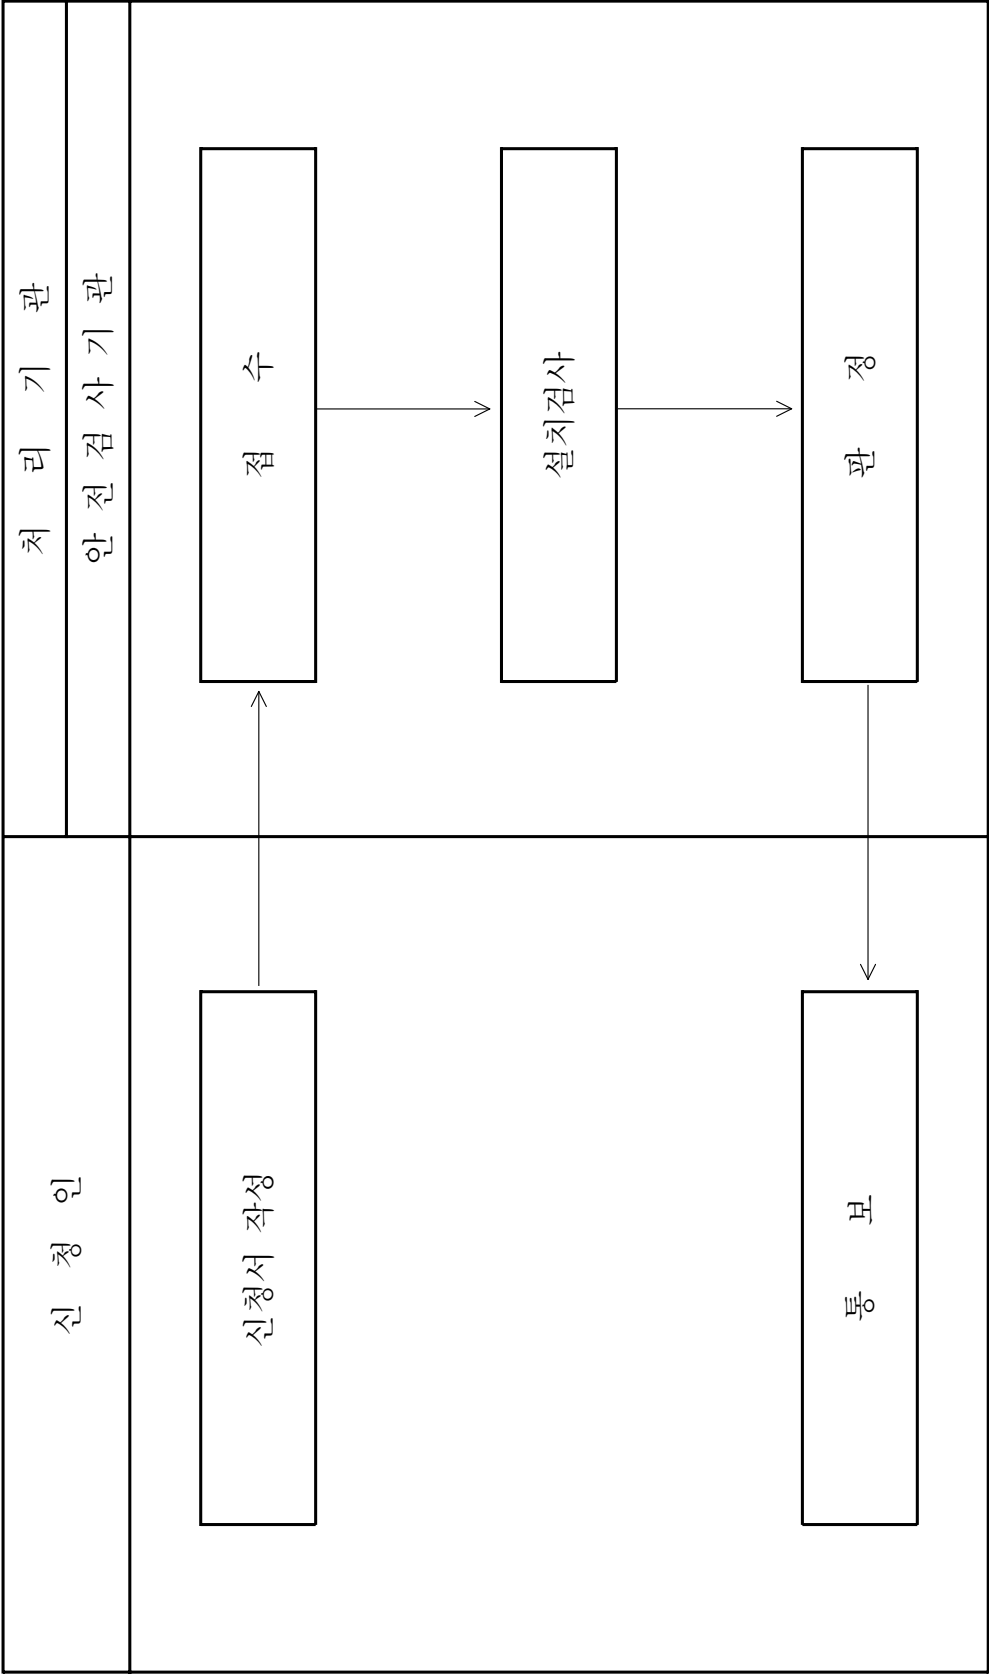 신 청 인
처 리 기 관
안 전 검 사 기 관
신청서 작성
접 수
설치검사
판 정
통 보